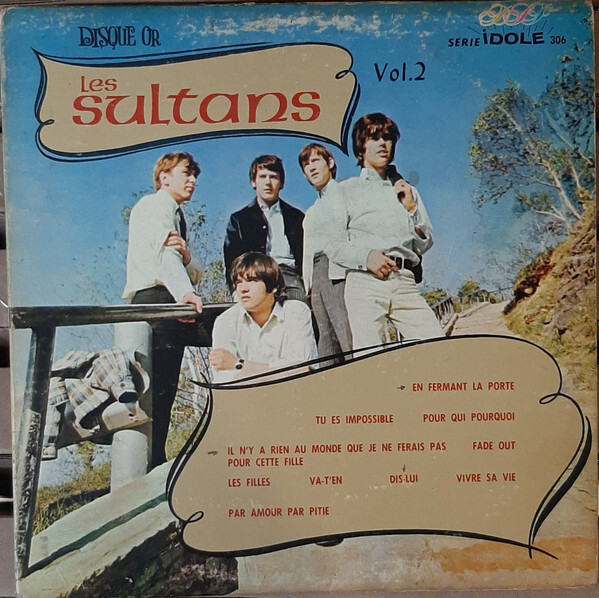 DISQUE OR
SERIE IDOLE 306
Les
Sultans
Vol.2
EN FERMANT LA PORTE
TU ES IMPOSSIBLE POUR QUI POURQUOI
IL N'Y A RIEN AU MONDE QUE JE NE FERAIS PAS FADE OUT
POUR CETTE FILLE
LES FILLES VA-T'EN DIS-LUI VIVRE SA VIE
PAR AMOUR PAR PITIE